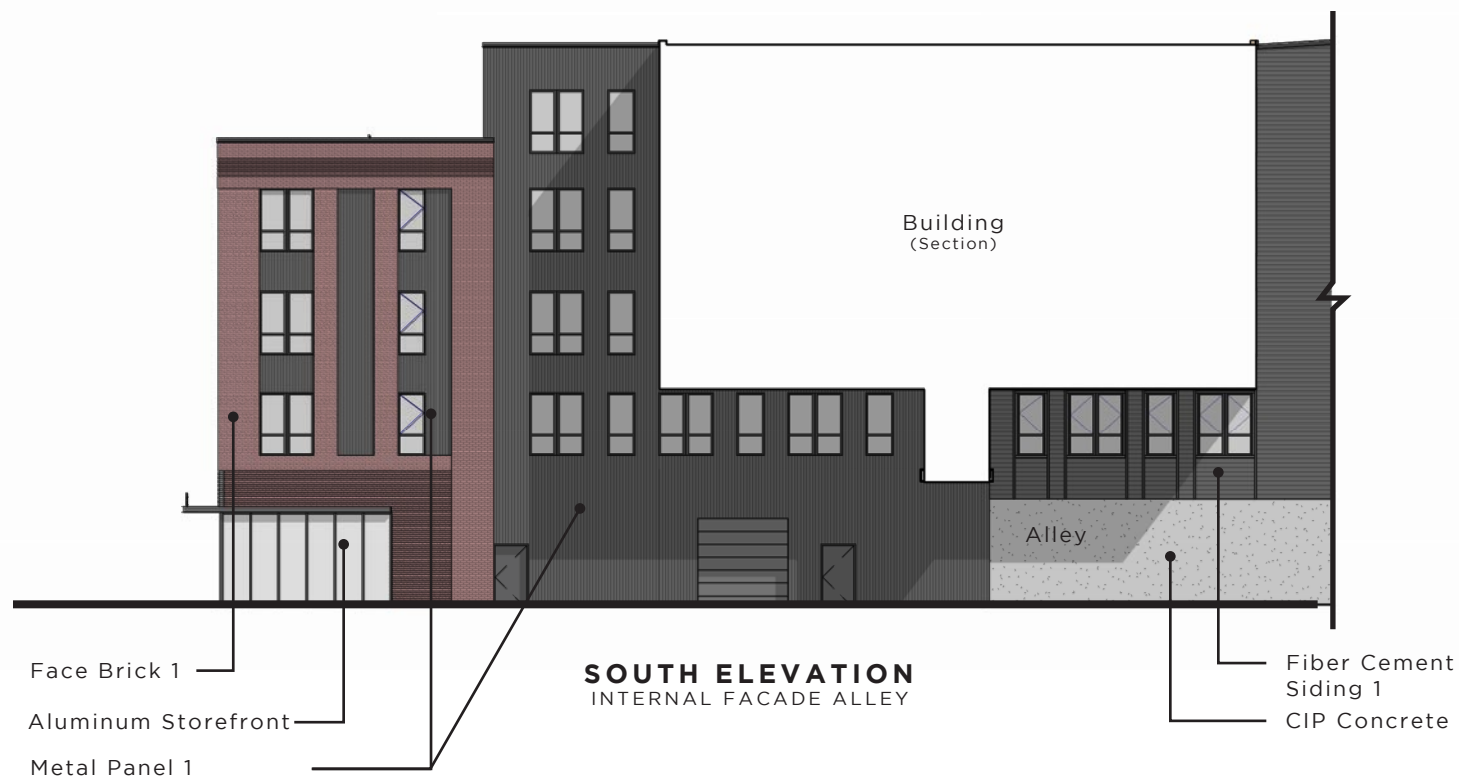 Building
(Section)
Alley
Face Brick 1
Aluminum Storefront
Metal Panel 1
SOUTH ELEVATION
INTERNAL FACADE ALLEY
Fiber Cement
Siding 1
CIP Concrete